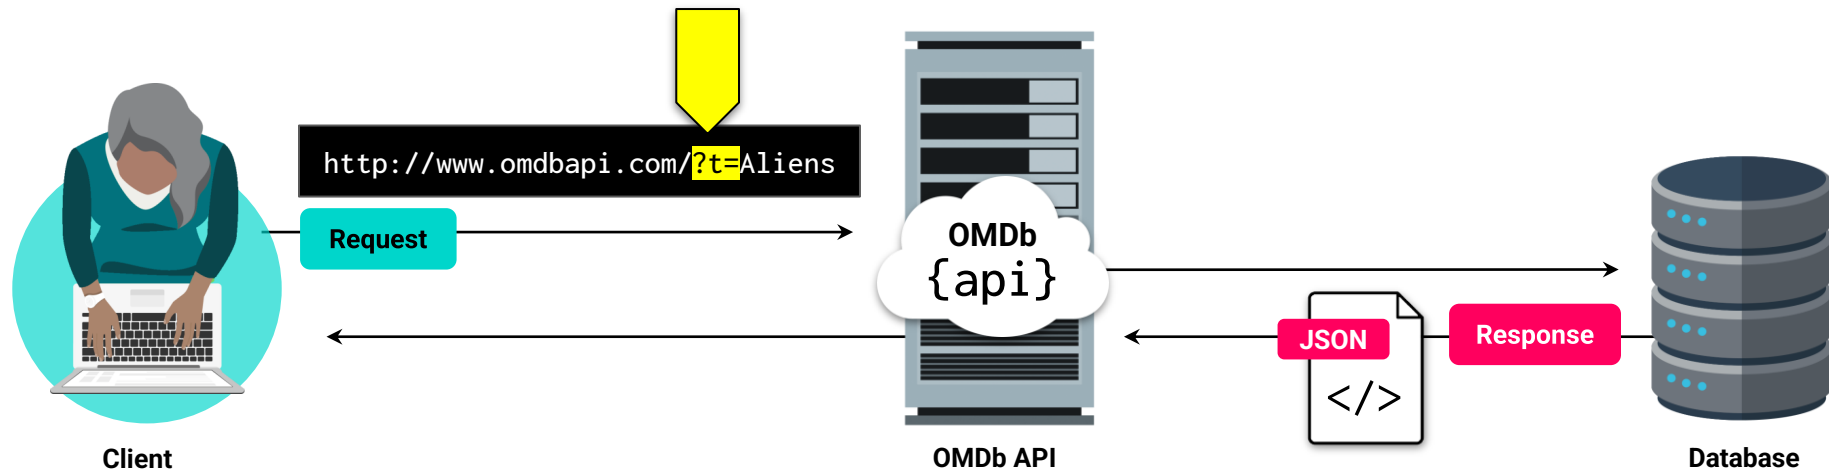 http://www.omdbapi.com/?t=Aliens
Request
OMDb
{api}
JSON
</>
Response
Client
OMDb API
Database